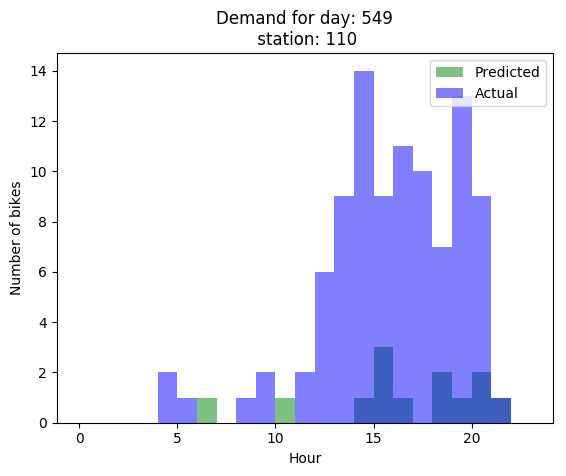 Demand for day: 549
station: 110
Predicted
Actual
Number of bikes
14
12
10
8
6
4
2
0
0 5 10 15 20
Hour